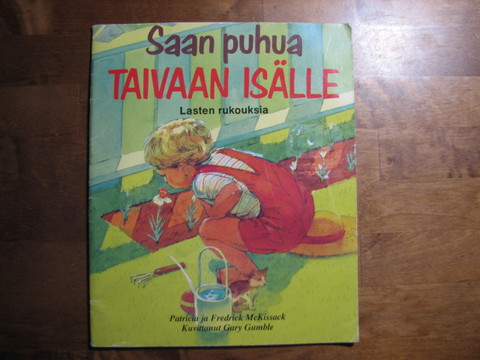 Saan puhua
TAIVAAN ISÄLLE
Lasten rukouksia
Patricia ja Fredrick McKissack
Kuvittanut Gary Gumble